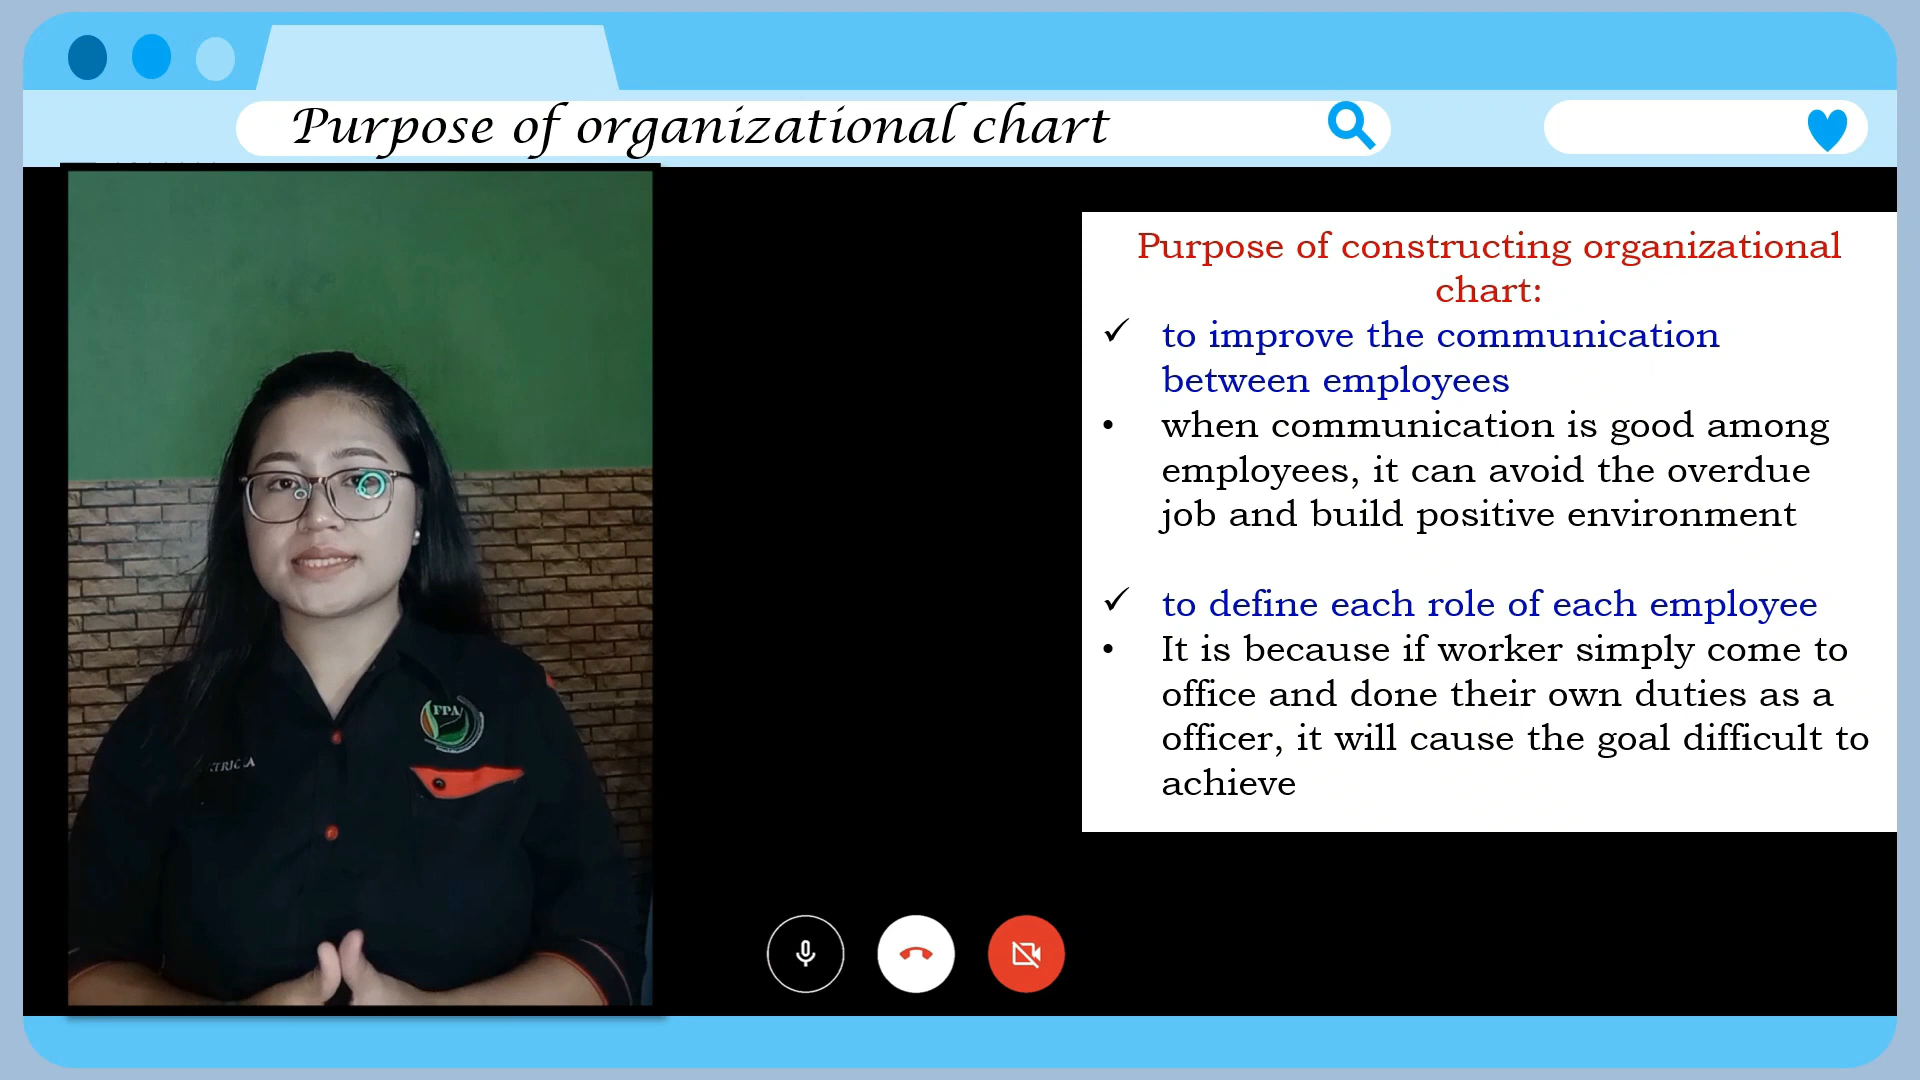 Purpose of organizational chart
Purpose of constructing organizational
chart:
✓ to improve the communication
between employees
• when communication is good among
employees, it can avoid the overdue
job and build positive environment
✓ to define each role of each employee
• It is because if worker simply come to
office and done their own duties as a
officer, it will cause the goal difficult to
achieve
FPA